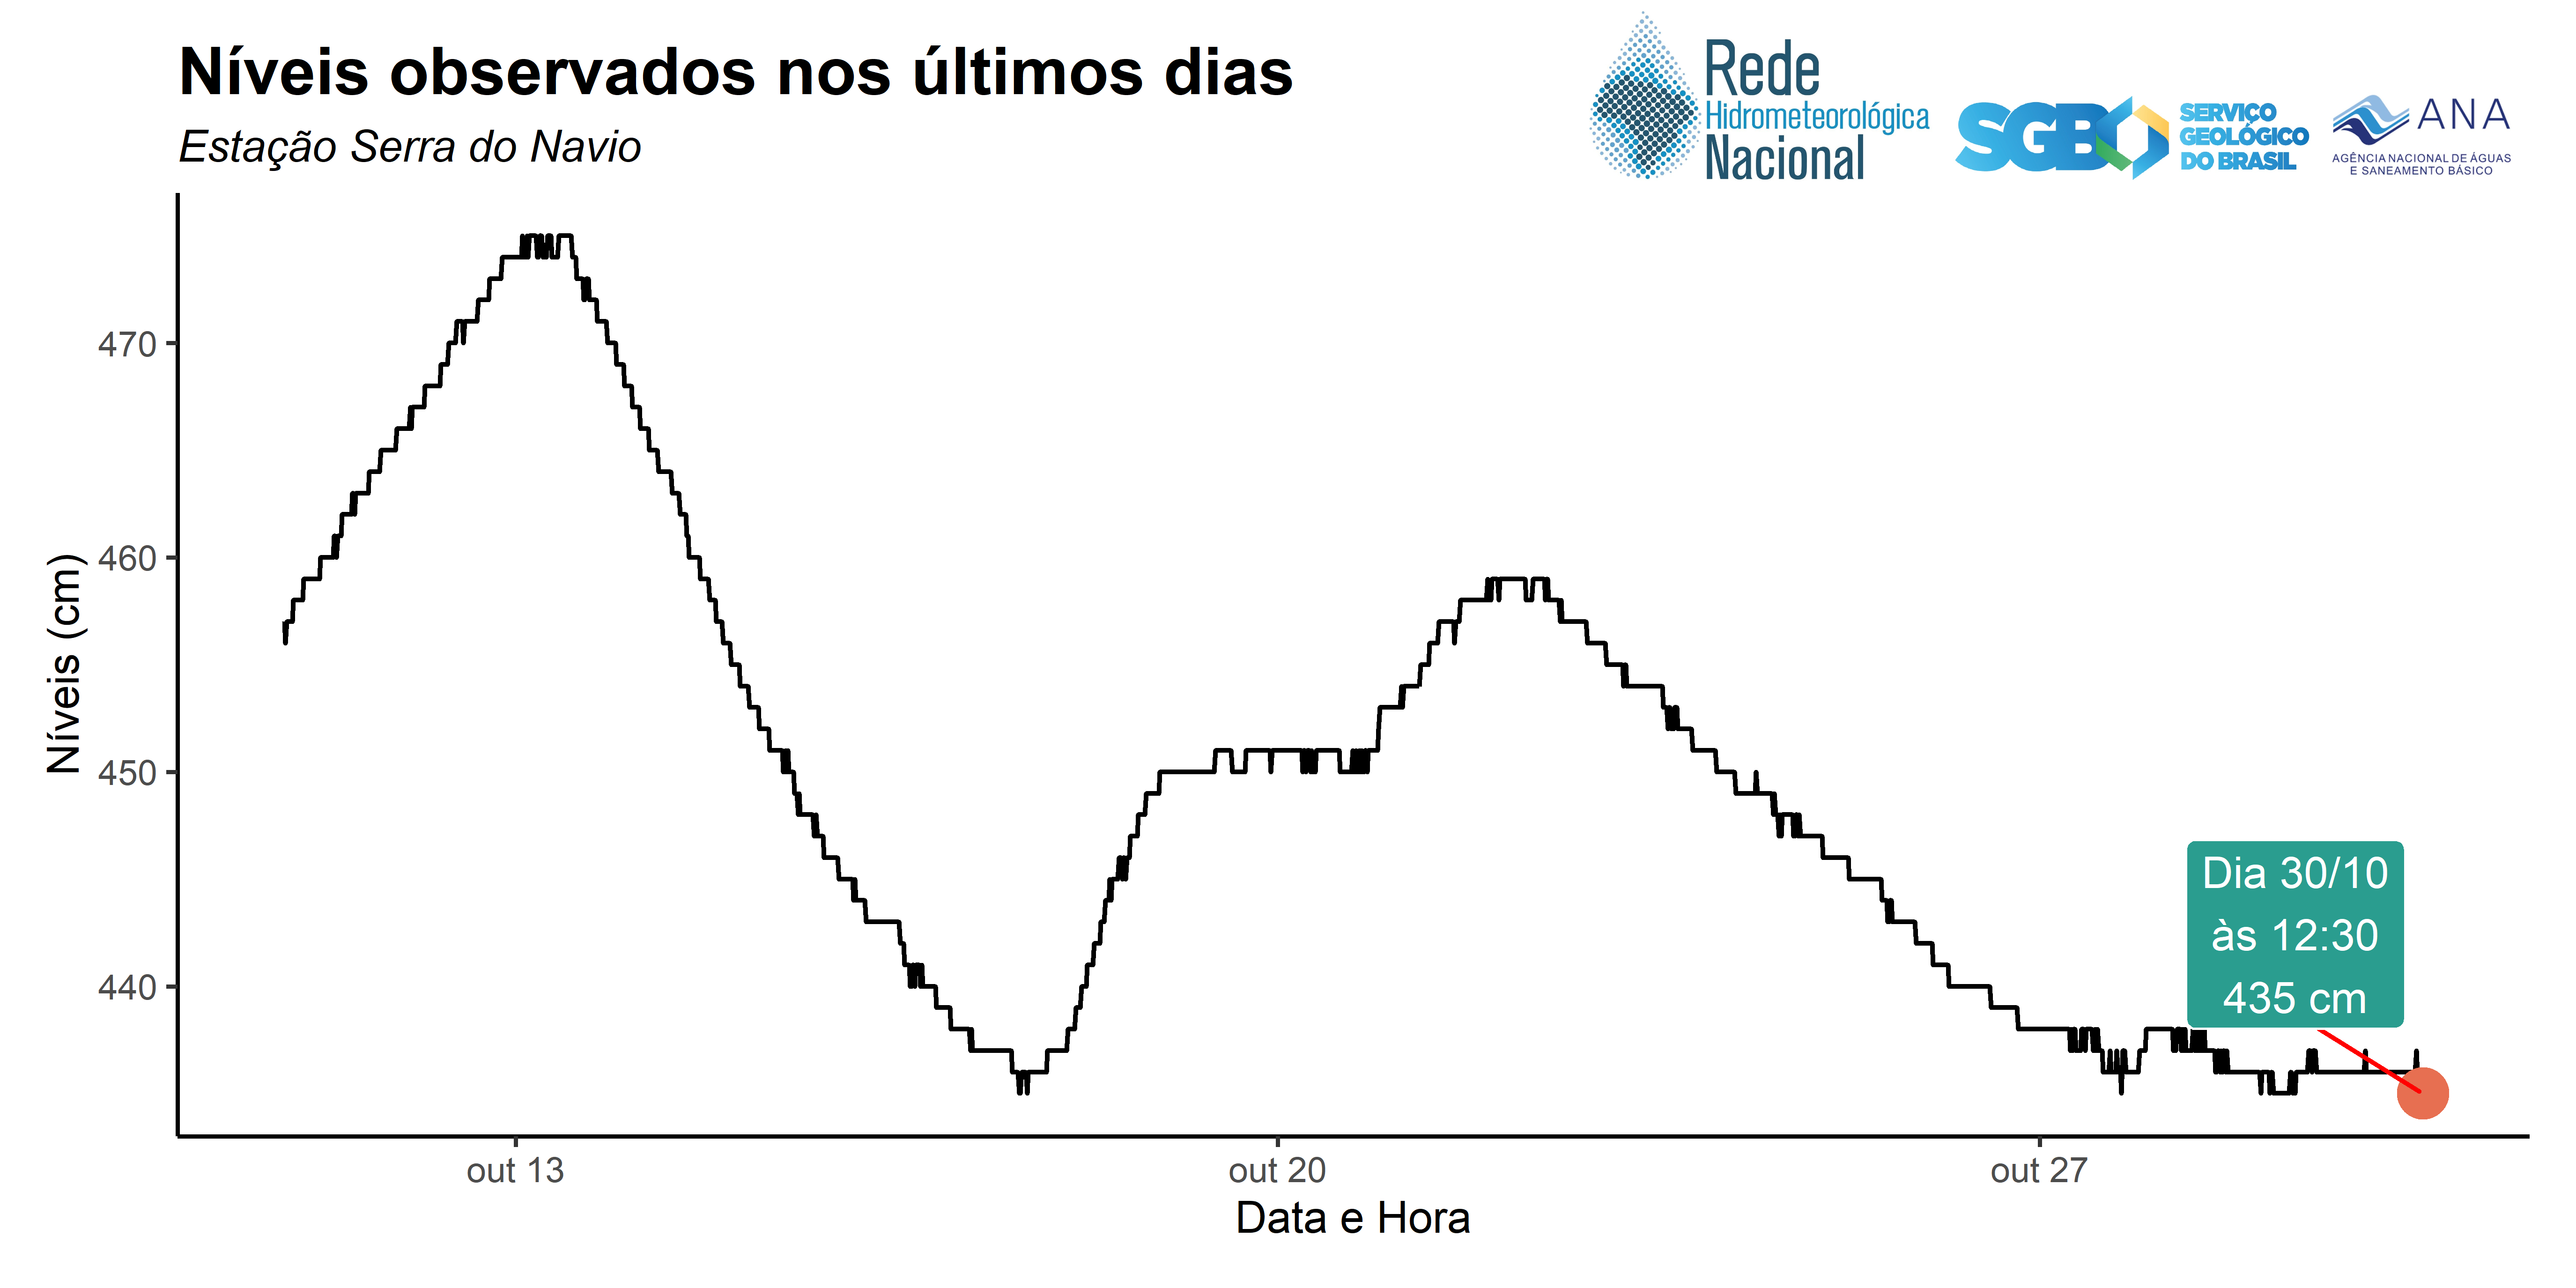 Níveis observados nos últimos dias
Estação Serra do Navio
Rede
Hidrometeorológica
Nacional
SGB
SERVIÇO
GEOLÓGICO
DO BRASIL
ANA
AGÊNCIA NACIONAL DE ÁGUAS
E SANEAMENTO BÁSICO
Níveis (cm)
470
460
450
440
Dia 30/10
às 12:30
435 cm
out 13
out 20
out 27
Data e Hora